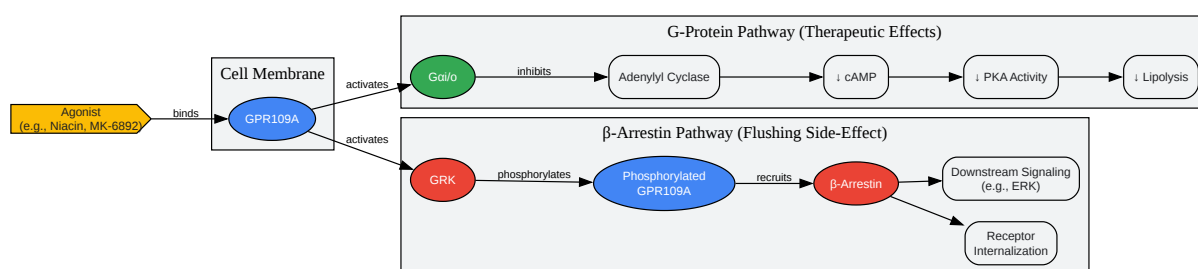 G-Protein Pathway (Therapeutic Effects)
Cell Membrane
Agonist
(e.g., Niacin, MK-6892)
binds
GPR109A
activates
Gαi/o
inhibits
Adenylyl Cyclase
↓ cAMP
↓ PKA Activity
↓ Lipolysis
β-Arrestin Pathway (Flushing Side-Effect)
activates
GRK
phosphorylates
Phosphorylated
GPR109A
recruits
β-Arrestin
Downstream Signaling
(e.g., ERK)
Receptor
Internalization